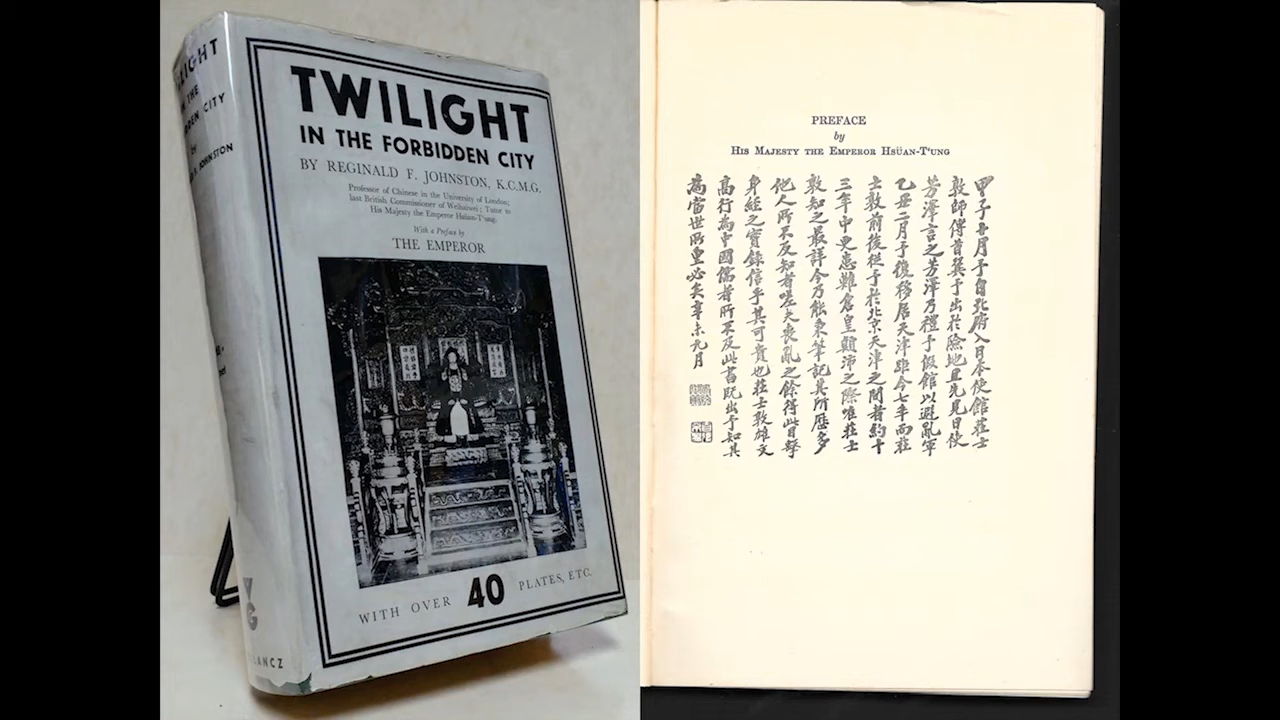 TWILIGHT
IN THE FORBIDDEN CITY
BY REGINALD F. JOHNSTON, K.C.M.G.
Professor of Chinese in the University of London;
last British Commissioner of Weihaiwei; Tutor to
His Majesty the Emperor Hsüan-T'ung.
With a Preface by
THE EMPEROR
WITH OVER 40 PLATES, ETC.
PREFACE
by
HIS MAJESTY THE EMPEROR HSÜAN-T'UNG
甲子月予自北府入日本使館莊士
敦師傅首翼予出於險地且先見日使
芳澤言之芳澤乃禮予假館以避亂軍
乙丑二月予復移居天津距今七年而莊
士敦前後從予於北京天津之間者約十
三年中更患難倉皇顛沛之際唯莊士
敦知之最詳今乃能秉筆記其所歷多
他人所不及知者嗟夫喪亂之餘得此目擊
身經之實錄信乎其可貴也莊士敦雄文
高行為中國儒者所不及此書既出予知其
為當世所重必矣辛未九月